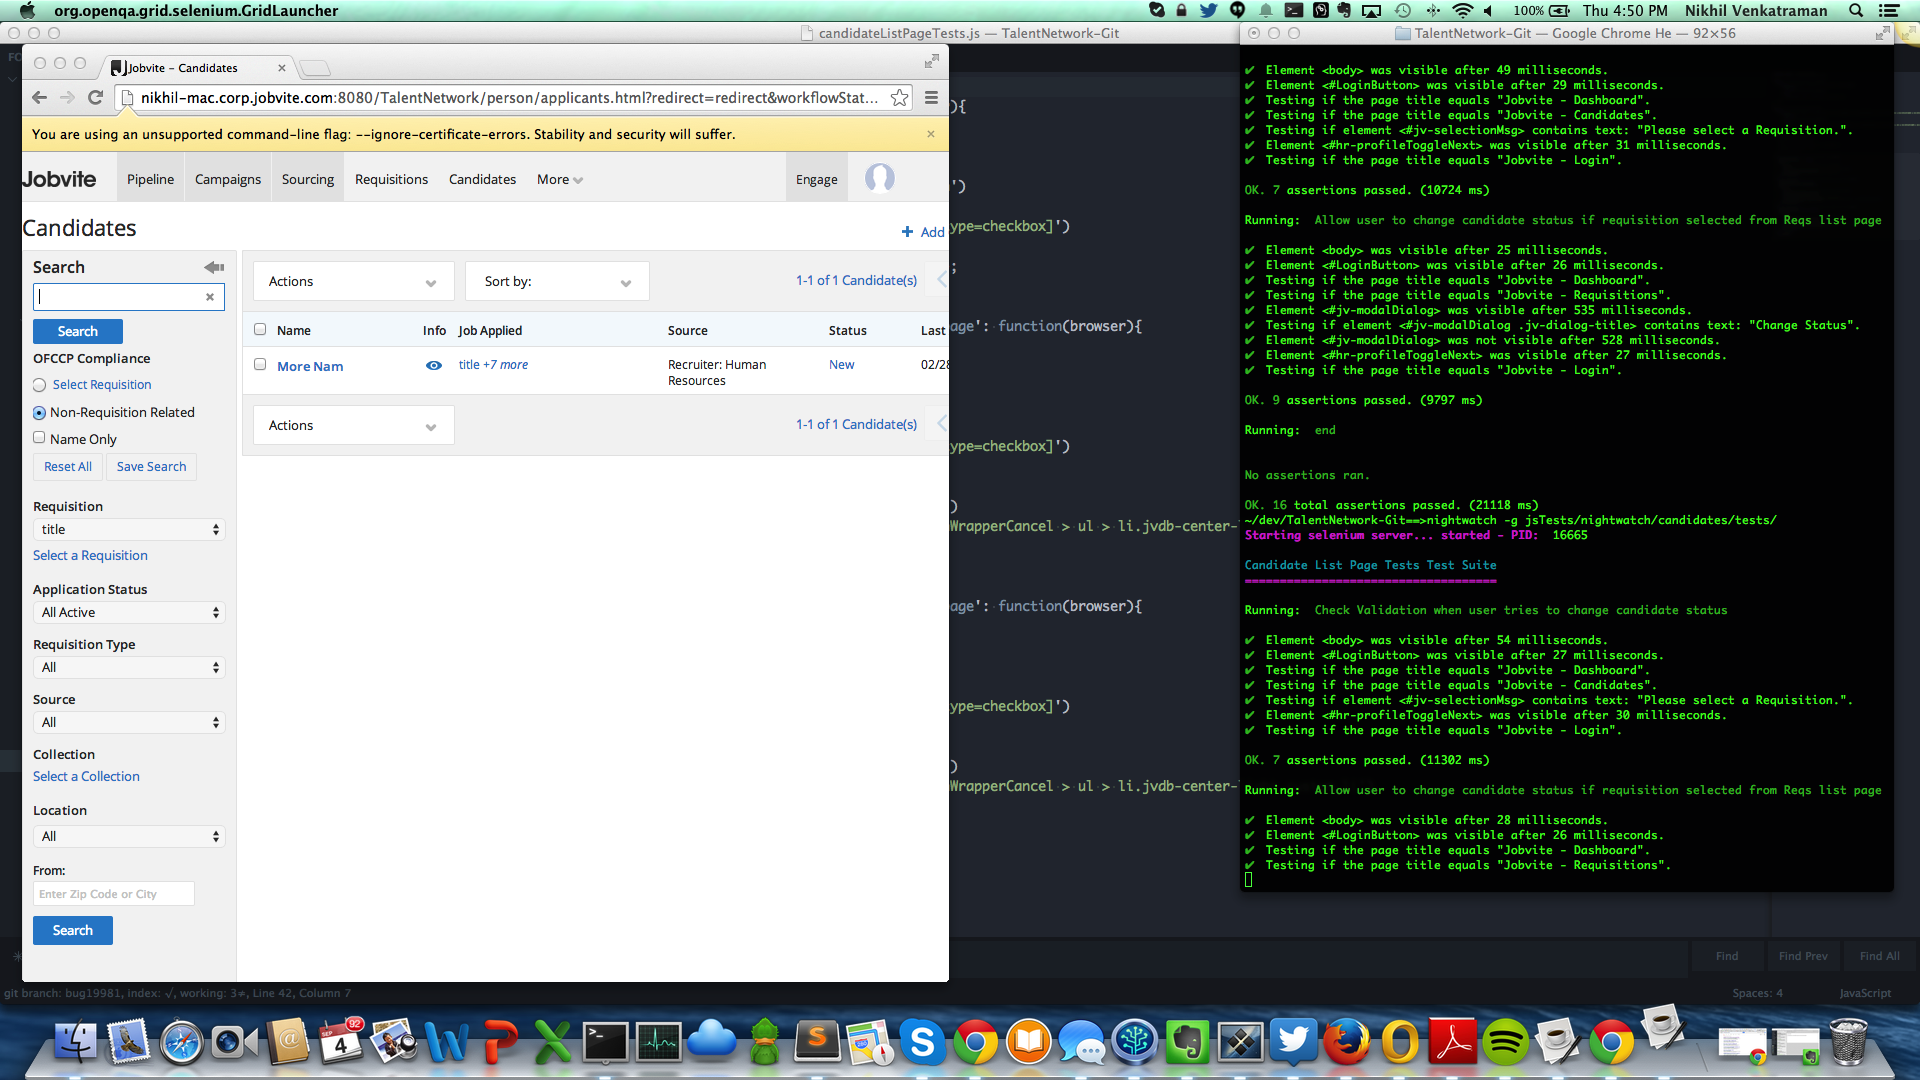 org.openqa.grid.selenium.GridLauncher
100%
Thu 4:50 PM
Nikhil Venkatraman
candidateListPageTests.js — TalentNetwork-Git
Jobvite - Candidates
nikhil-mac.corp.jobvite.com:8080/TalentNetwork/person/applicants.html?redirect=redirect&workflowStat...
You are using an unsupported command-line flag: --ignore-certificate-errors. Stability and security will suffer.
Jobvite
Pipeline
Campaigns
Sourcing
Requisitions
Candidates
More
Engage
Candidates
+ Add
Search
Search
OFCCP Compliance
Select Requisition
Non-Requisition Related
Name Only
Reset All
Save Search
Requisition
title
Select a Requisition
Application Status
All Active
Requisition Type
All
Source
All
Collection
Select a Collection
Location
All
From:
Enter Zip Code or City
Search
Actions
Sort by:
1-1 of 1 Candidate(s)
Name Info Job Applied Source Status Last
More Nam title +7 more Recruiter: Human Resources New 02/28
Actions
1-1 of 1 Candidate(s)
){
')
ype=checkbox]')
;
age': function(browser){
ype=checkbox]')
)
WrapperCancel > ul > li.jvdb-center-
age': function(browser){
ype=checkbox]')
)
WrapperCancel > ul > li.jvdb-center-
TalentNetwork-Git — Google Chrome He — 92×56
✔ Element <body> was visible after 49 milliseconds.
✔ Element <#LoginButton> was visible after 29 milliseconds.
✔ Testing if the page title equals "Jobvite - Dashboard".
✔ Testing if the page title equals "Jobvite - Candidates".
✔ Testing if element <#jv-selectionMsg> contains text: "Please select a Requisition.".
✔ Element <#hr-profileToggleNext> was visible after 31 milliseconds.
✔ Testing if the page title equals "Jobvite - Login".
OK. 7 assertions passed. (10724 ms)
Running: Allow user to change candidate status if requisition selected from Reqs list page
✔ Element <body> was visible after 25 milliseconds.
✔ Element <#LoginButton> was visible after 26 milliseconds.
✔ Testing if the page title equals "Jobvite - Dashboard".
✔ Testing if the page title equals "Jobvite - Requisitions".
✔ Element <#jv-modalDialog> was visible after 535 milliseconds.
✔ Testing if element <#jv-modalDialog .jv-dialog-title> contains text: "Change Status".
✔ Element <#jv-modalDialog> was not visible after 528 milliseconds.
✔ Element <#hr-profileToggleNext> was visible after 27 milliseconds.
✔ Testing if the page title equals "Jobvite - Login".
OK. 9 assertions passed. (9797 ms)
Running: end
No assertions ran.
OK. 16 total assertions passed. (21118 ms)
~/dev/TalentNetwork-Git==>nightwatch -g jsTests/nightwatch/candidates/tests/
Starting selenium server... started - PID: 16665
Candidate List Page Tests Test Suite
====================================
Running: Check Validation when user tries to change candidate status
✔ Element <body> was visible after 54 milliseconds.
✔ Element <#LoginButton> was visible after 27 milliseconds.
✔ Testing if the page title equals "Jobvite - Dashboard".
✔ Testing if the page title equals "Jobvite - Candidates".
✔ Testing if element <#jv-selectionMsg> contains text: "Please select a Requisition.".
✔ Element <#hr-profileToggleNext> was visible after 30 milliseconds.
✔ Testing if the page title equals "Jobvite - Login".
OK. 7 assertions passed. (11302 ms)
Running: Allow user to change candidate status if requisition selected from Reqs list page
✔ Element <body> was visible after 28 milliseconds.
✔ Element <#LoginButton> was visible after 26 milliseconds.
✔ Testing if the page title equals "Jobvite - Dashboard".
✔ Testing if the page title equals "Jobvite - Requisitions".
Find
Find Prev
Find All
git branch: bug19981, index: √, working: 3≠, Line 42, Column 7
Spaces: 4
JavaScript
SEP
4
92